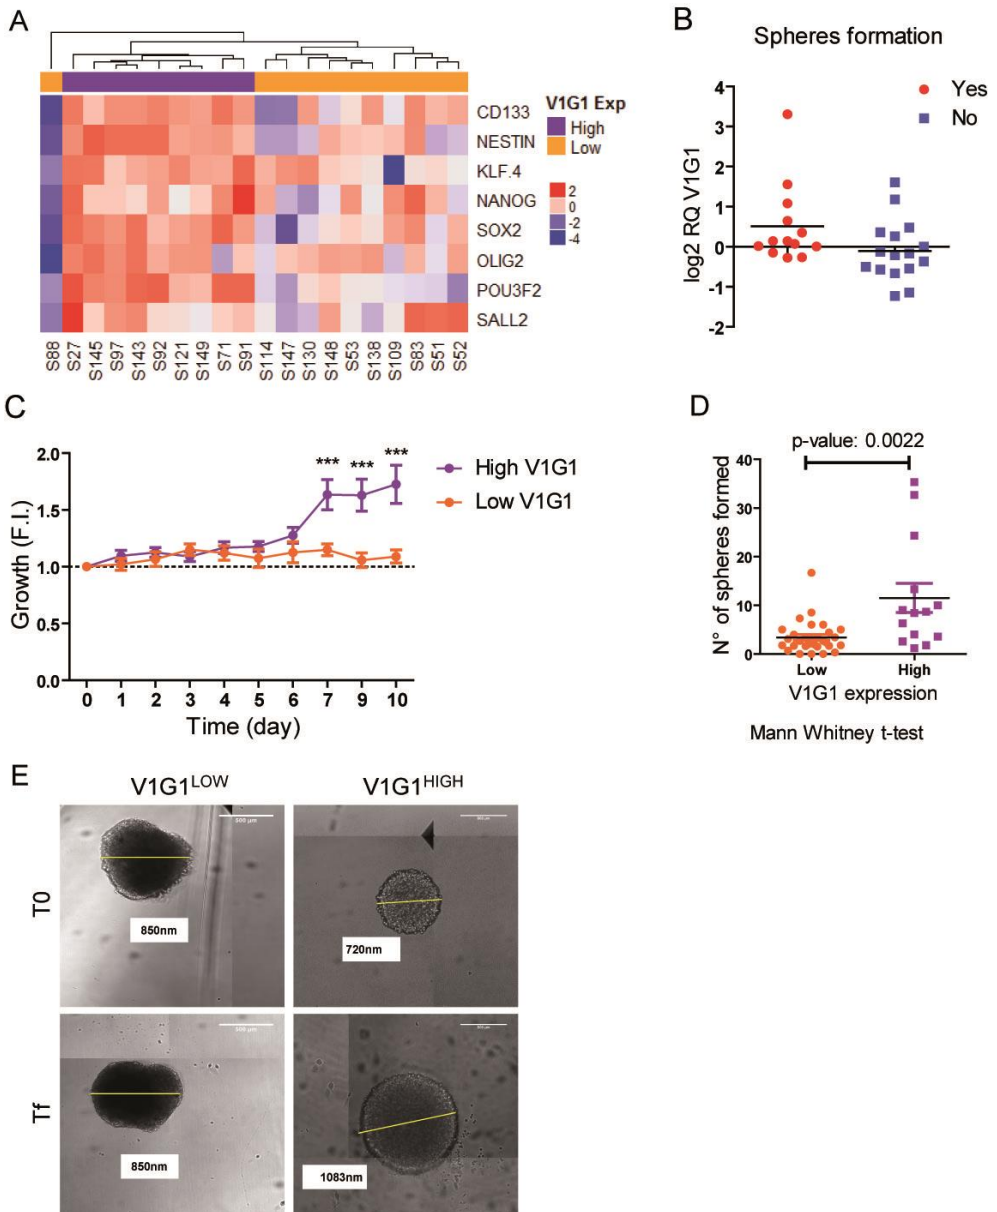 A
V1G1 Exp
High
Low
2
0
-2
-4
CD133
NESTIN
KLF.4
NANOG
SOX2
OLIG2
POU3F2
SALL2
S88 S27 S145 S97 S143 S92 S121 S149 S71 S91 S114 S147 S130 S148 S53 S138 S109 S83 S51 S52
B
Spheres formation
Yes
No
log2 RQ V1G1
4
3
2
1
0
-1
-2
C
Growth (F.I.)
2.0
1.5
1.0
0.5
0.0
*** *** ***
High V1G1
Low V1G1
0 1 2 3 4 5 6 7 9 10
Time (day)
D
p-value: 0.0022
N° of spheres formed
40
30
20
10
0
Low High
V1G1 expression
Mann Whitney t-test
E
V1G1LOW V1G1HIGH
T0
500 µm
850nm
720nm
Tf
500 µm
850nm
1083nm